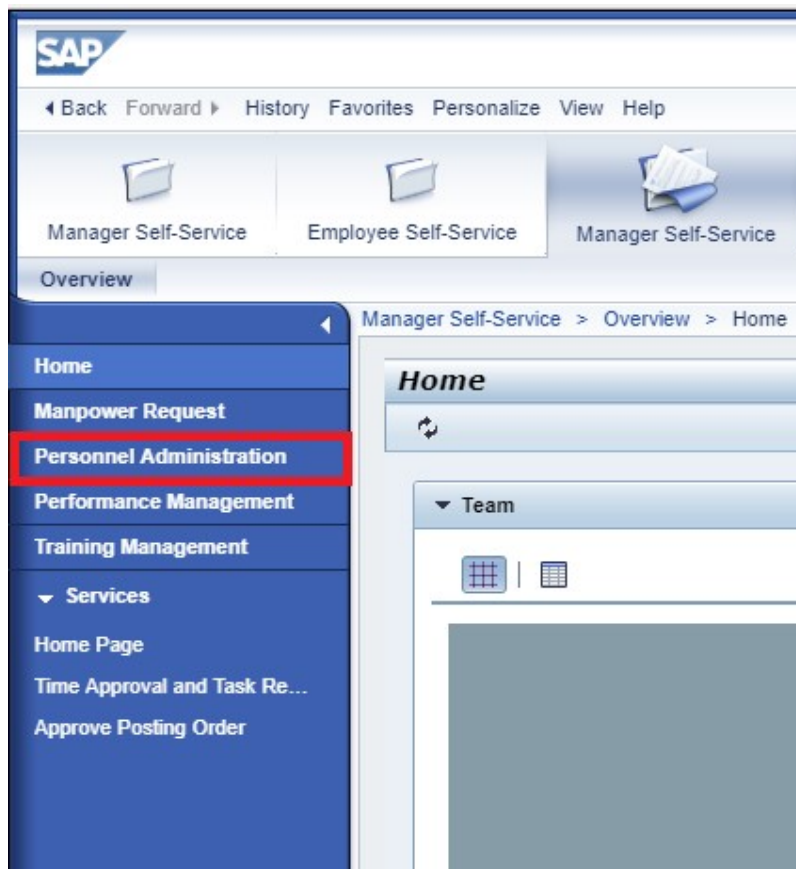 SAP
Back Forward History Favorites Personalize View Help
Manager Self-Service Employee Self-Service Manager Self-Service
Overview
Manager Self-Service > Overview > Home
Home
Manpower Request
Personnel Administration
Performance Management
Training Management
Services
Home Page
Time Approval and Task Re...
Approve Posting Order
Home
Team